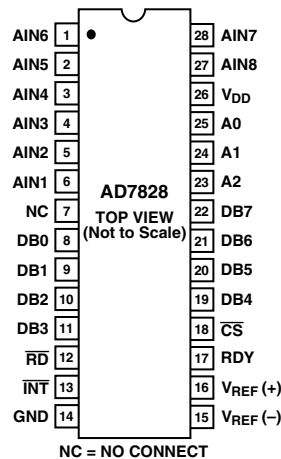 AIN6 1 28 AIN7
AIN5 2 27 AIN8
AIN4 3 26 VDD
AIN3 4 25 A0
AIN2 5 24 A1
AIN1 6 23 A2
AD7828
NC 7 22 DB7
TOP VIEW
(Not to Scale)
DB0 8 21 DB6
DB1 9 20 DB5
DB2 10 19 DB4
DB3 11 18 C̅S̅
R̅D̅ 12 17 RDY
I̅N̅T̅ 13 16 VREF (+)
GND 14 15 VREF (–)
NC = NO CONNECT